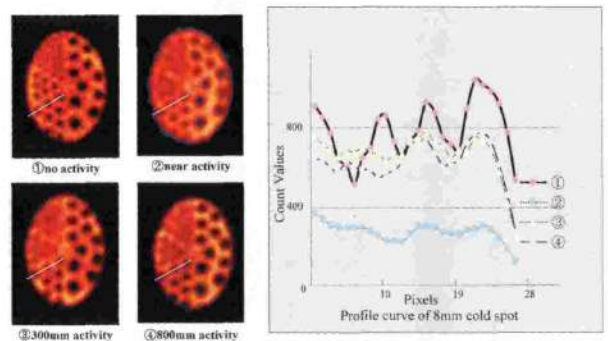 ①no activity
②near activity
③300mm activity
④800mm activity
Count Values
800
409
0
10
19
28
Pixels
Profile curve of 8mm cold spot
①
②
③
④